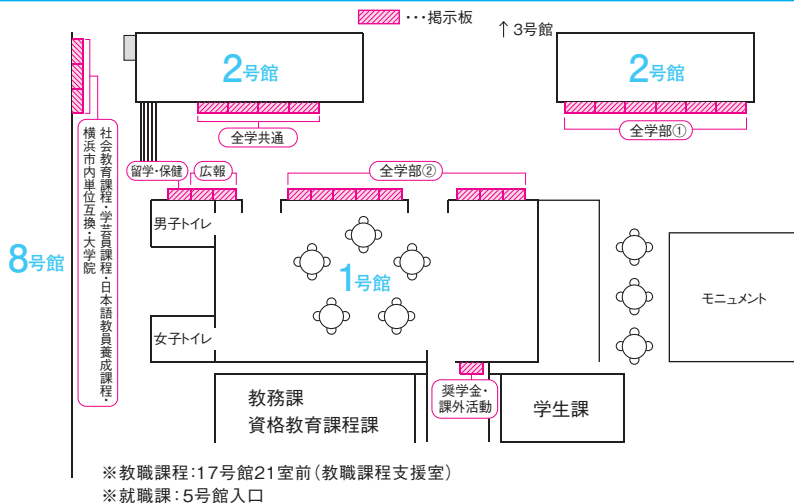 ・・・掲示板
↑3号館
2号館
2号館
全学共通
全学部①
留学・保健
広報
全学部②
社会教育課程・学芸員課程・日本語教員養成課程・
横浜市内単位互換・大学院
8号館
男子トイレ
1号館
モニュメント
女子トイレ
教務課
資格教育課程課
奨学金・
課外活動
学生課
※教職課程:17号館21室前(教職課程支援室)
※就職課:5号館入口